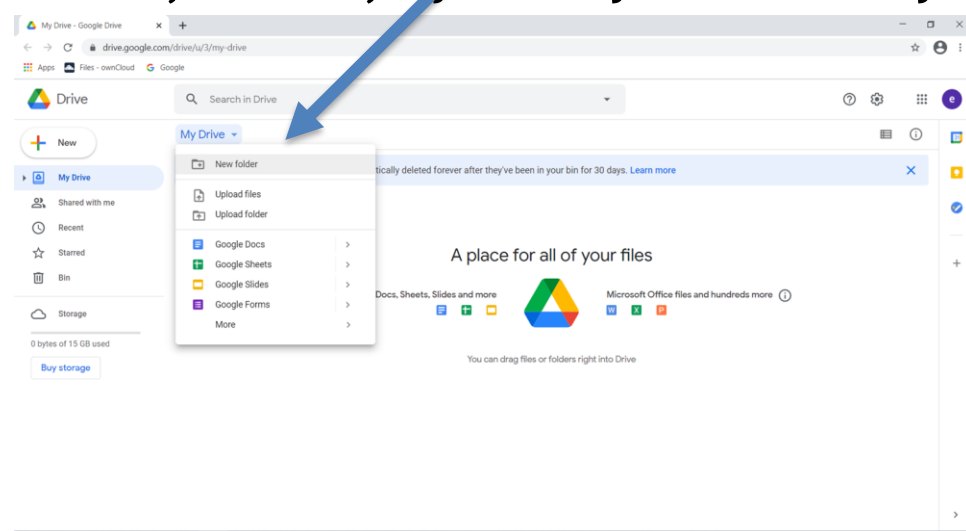 My Drive - Google Drive
drive.google.com/drive/u/3/my-drive
Apps Files - ownCloud G Google
Drive
Search in Drive
e
New
My Drive
New folder
tically deleted forever after they've been in your bin for 30 days. Learn more
My Drive
Shared with me
Recent
Starred
Bin
Storage
0 bytes of 15 GB used
Buy storage
Upload files
Upload folder
Google Docs
Google Sheets
Google Slides
Google Forms
More
A place for all of your files
Docs, Sheets, Slides and more
Microsoft Office files and hundreds more
W X P
You can drag files or folders right into Drive